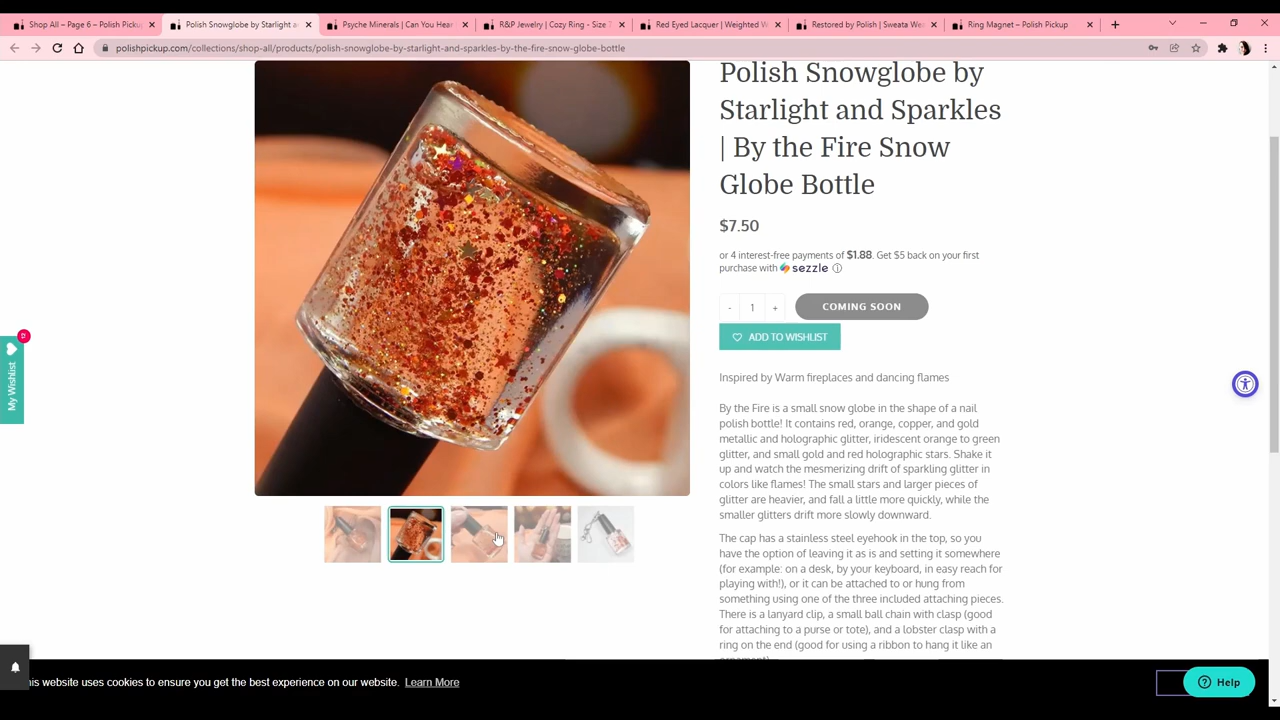 Shop All – Page 6 – Polish Pickup
Polish Snowglobe by Starlight a
Psyche Minerals | Can You Hear
R&P Jewelry | Cozy Ring - Size 7
Red Eyed Lacquer | Weighted W
Restored by Polish | Sweata Wea
Ring Magnet – Polish Pickup
polishpickup.com/collections/shop-all/products/polish-snowglobe-by-starlight-and-sparkles-by-the-fire-snow-globe-bottle
Polish Snowglobe by
Starlight and Sparkles
| By the Fire Snow
Globe Bottle
$7.50
or 4 interest-free payments of $1.88. Get $5 back on your first
purchase with sezzle ⓘ
- 1 + COMING SOON
ADD TO WISHLIST
My Wishlist
Inspired by Warm fireplaces and dancing flames
By the Fire is a small snow globe in the shape of a nail
polish bottle! It contains red, orange, copper, and gold
metallic and holographic glitter, iridescent orange to green
glitter, and small gold and red holographic stars. Shake it
up and watch the mesmerizing drift of sparkling glitter in
colors like flames! The small stars and larger pieces of
glitter are heavier, and fall a little more quickly, while the
smaller glitters drift more slowly downward.
The cap has a stainless steel eyehook in the top, so you
have the option of leaving it as is and setting it somewhere
(for example: on a desk, by your keyboard, in easy reach for
playing with!), or it can be attached to or hung from
something using one of the three included attaching pieces.
There is a lanyard clip, a small ball chain with clasp (good
for attaching to a purse or tote), and a lobster clasp with a
ring on the end (good for using a ribbon to hang it like an
his website uses cookies to ensure you get the best experience on our website. Learn More
Help